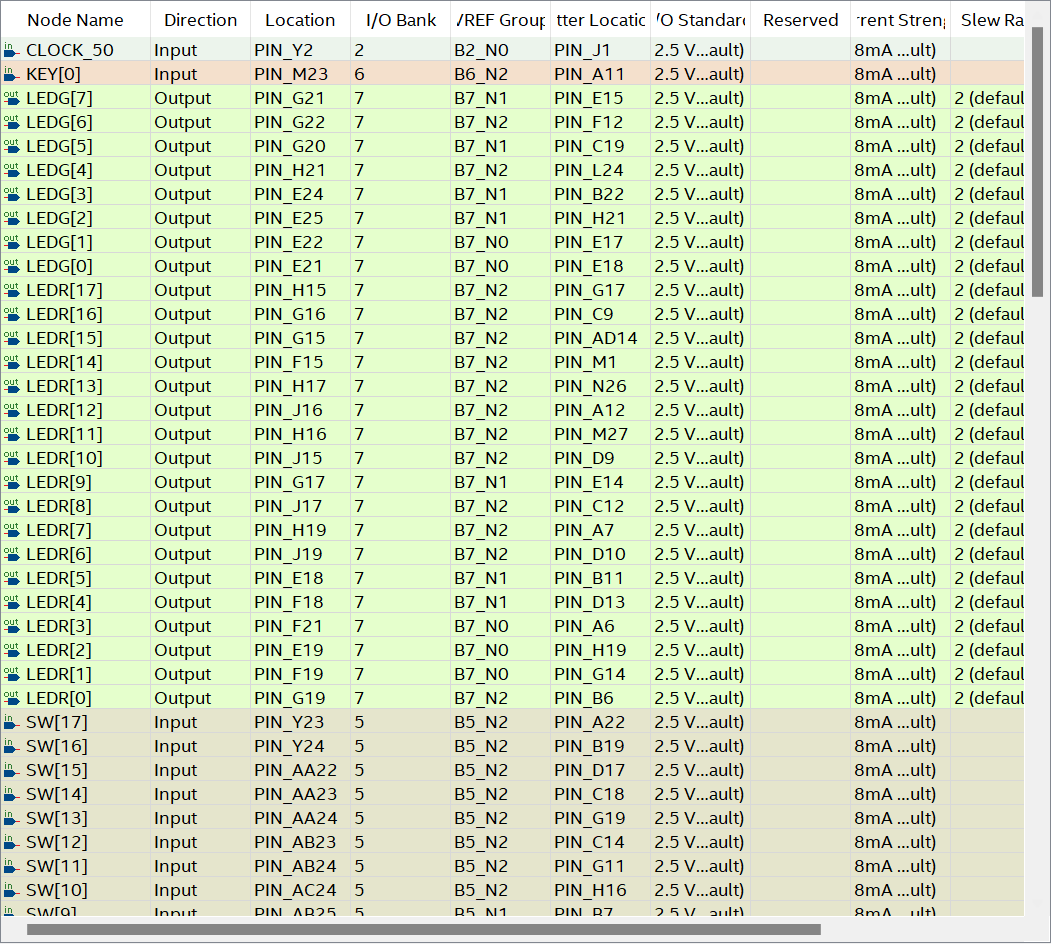 Node Name Direction Location I/O Bank /REF Group tter Locatic /O Standard Reserved rrent Streng Slew Ra
in CLOCK_50 Input PIN_Y2 2 B2_N0 PIN_J1 2.5 V...ault) 8mA ...ult)
in KEY[0] Input PIN_M23 6 B6_N2 PIN_A11 2.5 V...ault) 8mA ...ult)
out LEDG[7] Output PIN_G21 7 B7_N1 PIN_E15 2.5 V...ault) 8mA ...ult) 2 (defaul
out LEDG[6] Output PIN_G22 7 B7_N2 PIN_F12 2.5 V...ault) 8mA ...ult) 2 (defaul
out LEDG[5] Output PIN_G20 7 B7_N1 PIN_C19 2.5 V...ault) 8mA ...ult) 2 (defaul
out LEDG[4] Output PIN_H21 7 B7_N2 PIN_L24 2.5 V...ault) 8mA ...ult) 2 (defaul
out LEDG[3] Output PIN_E24 7 B7_N1 PIN_B22 2.5 V...ault) 8mA ...ult) 2 (defaul
out LEDG[2] Output PIN_E25 7 B7_N1 PIN_H21 2.5 V...ault) 8mA ...ult) 2 (defaul
out LEDG[1] Output PIN_E22 7 B7_N0 PIN_E17 2.5 V...ault) 8mA ...ult) 2 (defaul
out LEDG[0] Output PIN_E21 7 B7_N0 PIN_E18 2.5 V...ault) 8mA ...ult) 2 (defaul
out LEDR[17] Output PIN_H15 7 B7_N2 PIN_G17 2.5 V...ault) 8mA ...ult) 2 (defaul
out LEDR[16] Output PIN_G16 7 B7_N2 PIN_C9 2.5 V...ault) 8mA ...ult) 2 (defaul
out LEDR[15] Output PIN_G15 7 B7_N2 PIN_AD14 2.5 V...ault) 8mA ...ult) 2 (defaul
out LEDR[14] Output PIN_F15 7 B7_N2 PIN_M1 2.5 V...ault) 8mA ...ult) 2 (defaul
out LEDR[13] Output PIN_H17 7 B7_N2 PIN_N26 2.5 V...ault) 8mA ...ult) 2 (defaul
out LEDR[12] Output PIN_J16 7 B7_N2 PIN_A12 2.5 V...ault) 8mA ...ult) 2 (defaul
out LEDR[11] Output PIN_H16 7 B7_N2 PIN_M27 2.5 V...ault) 8mA ...ult) 2 (defaul
out LEDR[10] Output PIN_J15 7 B7_N2 PIN_D9 2.5 V...ault) 8mA ...ult) 2 (defaul
out LEDR[9] Output PIN_G17 7 B7_N1 PIN_E14 2.5 V...ault) 8mA ...ult) 2 (defaul
out LEDR[8] Output PIN_J17 7 B7_N2 PIN_C12 2.5 V...ault) 8mA ...ult) 2 (defaul
out LEDR[7] Output PIN_H19 7 B7_N2 PIN_A7 2.5 V...ault) 8mA ...ult) 2 (defaul
out LEDR[6] Output PIN_J19 7 B7_N2 PIN_D10 2.5 V...ault) 8mA ...ult) 2 (defaul
out LEDR[5] Output PIN_E18 7 B7_N1 PIN_B11 2.5 V...ault) 8mA ...ult) 2 (defaul
out LEDR[4] Output PIN_F18 7 B7_N1 PIN_D13 2.5 V...ault) 8mA ...ult) 2 (defaul
out LEDR[3] Output PIN_F21 7 B7_N0 PIN_A6 2.5 V...ault) 8mA ...ult) 2 (defaul
out LEDR[2] Output PIN_E19 7 B7_N0 PIN_H19 2.5 V...ault) 8mA ...ult) 2 (defaul
out LEDR[1] Output PIN_F19 7 B7_N0 PIN_G14 2.5 V...ault) 8mA ...ult) 2 (defaul
out LEDR[0] Output PIN_G19 7 B7_N2 PIN_B6 2.5 V...ault) 8mA ...ult) 2 (defaul
in SW[17] Input PIN_Y23 5 B5_N2 PIN_A22 2.5 V...ault) 8mA ...ult)
in SW[16] Input PIN_Y24 5 B5_N2 PIN_B19 2.5 V...ault) 8mA ...ult)
in SW[15] Input PIN_AA22 5 B5_N2 PIN_D17 2.5 V...ault) 8mA ...ult)
in SW[14] Input PIN_AA23 5 B5_N2 PIN_C18 2.5 V...ault) 8mA ...ult)
in SW[13] Input PIN_AA24 5 B5_N2 PIN_G19 2.5 V...ault) 8mA ...ult)
in SW[12] Input PIN_AB23 5 B5_N2 PIN_C14 2.5 V...ault) 8mA ...ult)
in SW[11] Input PIN_AB24 5 B5_N2 PIN_G11 2.5 V...ault) 8mA ...ult)
in SW[10] Input PIN_AC24 5 B5_N2 PIN_H16 2.5 V...ault) 8mA ...ult)
in SW[9] Input PIN_AB25 5 B5_N1 PIN_B7 2.5 V...ault) 8mA ...ult)